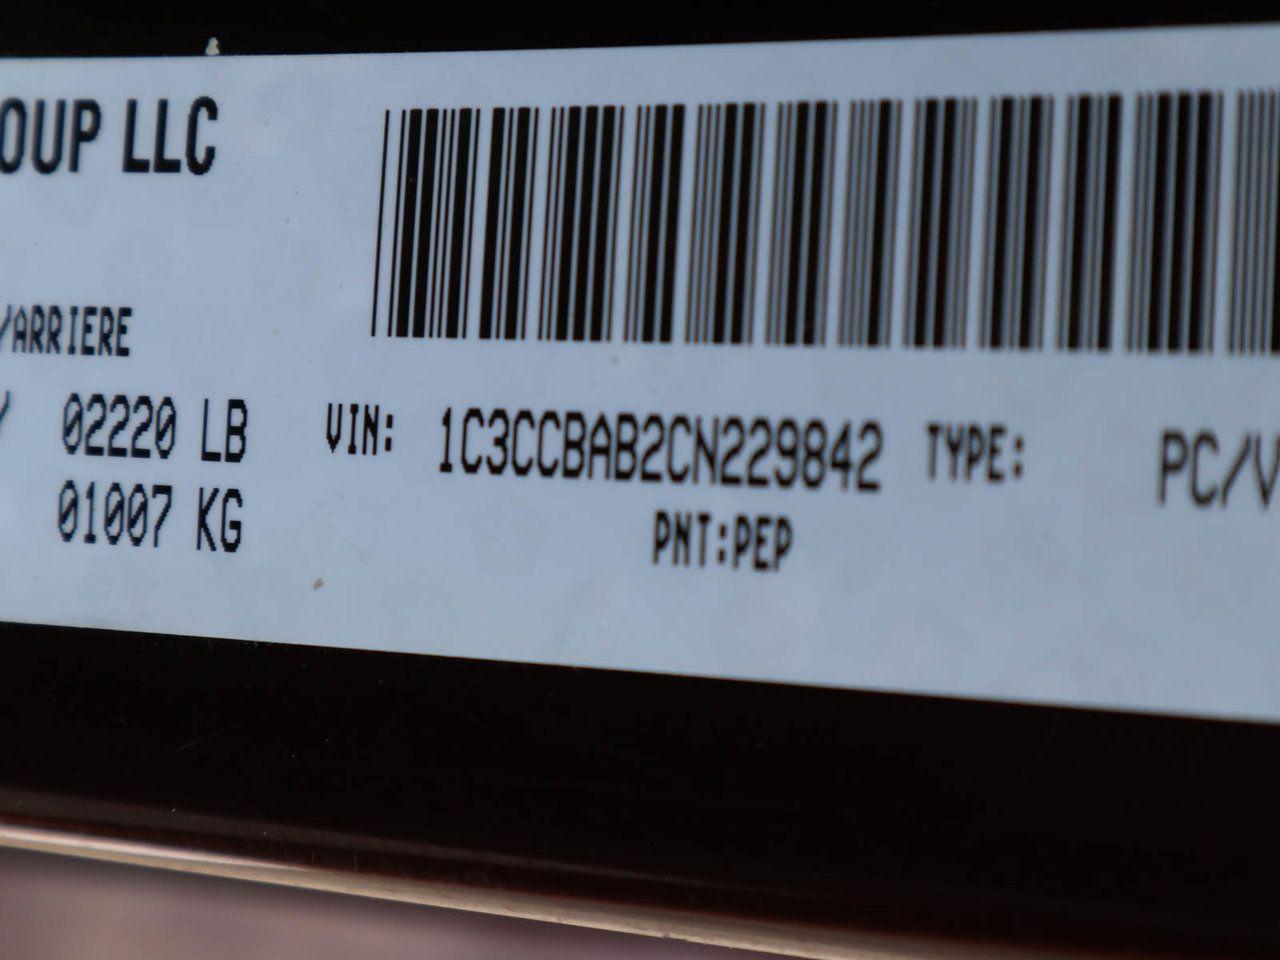 OUP LLC
/ARRIERE
/ 02220 LB VIN: 1C3CCBAB2CN229842 TYPE: PC/V
01007 KG PNT:PEP